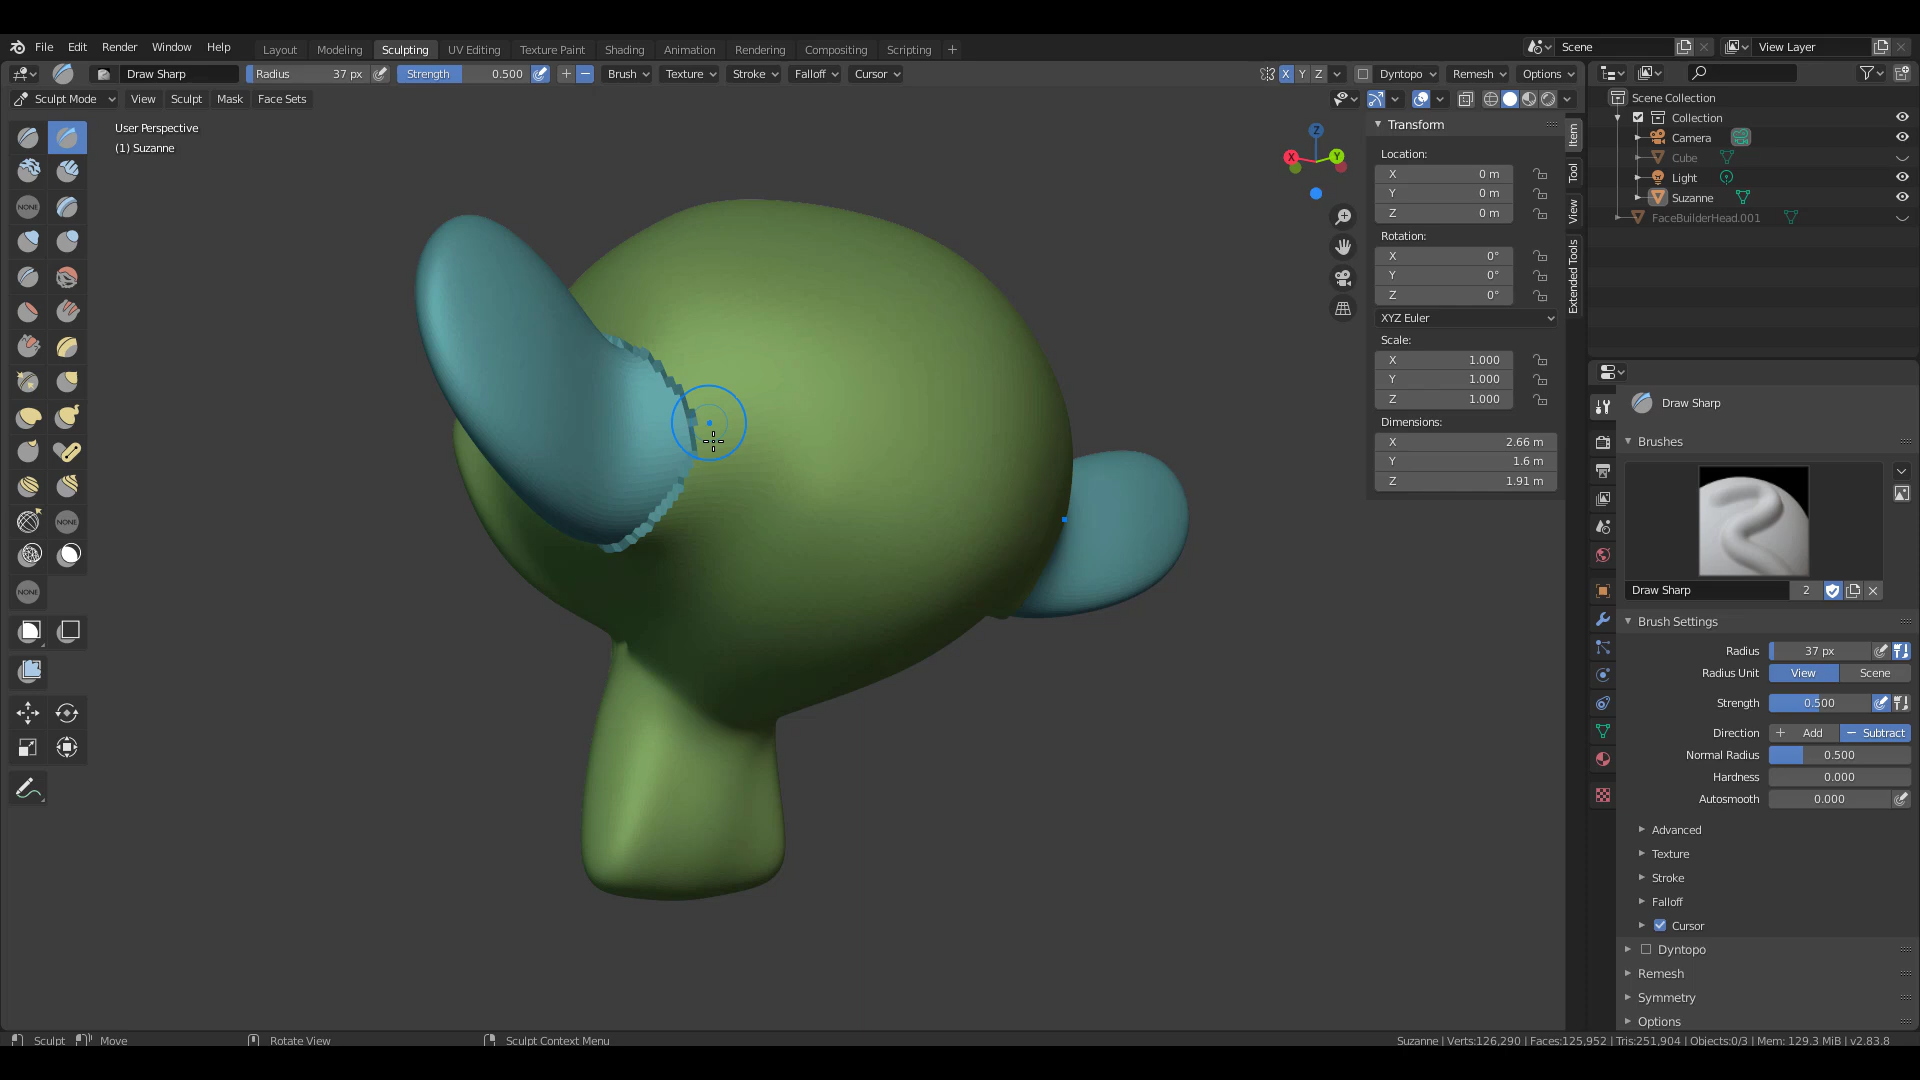 File Edit Render Window Help Layout Modeling Sculpting UV Editing Texture Paint Shading Animation Rendering Compositing Scripting + Scene View Layer
Draw Sharp Radius 37 px Strength 0.500 + − Brush Texture Stroke Falloff Cursor X Y Z Dyntopo Remesh Options
Sculpt Mode View Sculpt Mask Face Sets
User Perspective
(1) Suzanne
NONE
NONE
NONE
Z
X
Y
Transform
Location:
X 0 m
Y 0 m
Z 0 m
Rotation:
X 0°
Y 0°
Z 0°
XYZ Euler
Scale:
X 1.000
Y 1.000
Z 1.000
Dimensions:
X 2.66 m
Y 1.6 m
Z 1.91 m
Item
Tool
View
Extended Tools
Scene Collection
Collection
Camera
Cube
Light
Suzanne
FaceBuilderHead.001
Draw Sharp
Brushes
Draw Sharp 2
Brush Settings
Radius 37 px
Radius Unit View Scene
Strength 0.500
Direction + Add − Subtract
Normal Radius 0.500
Hardness 0.000
Autosmooth 0.000
Advanced
Texture
Stroke
Falloff
Cursor
Dyntopo
Remesh
Symmetry
Options
Sculpt Move Rotate View Sculpt Context Menu Suzanne | Verts:126,290 | Faces:125,952 | Tris:251,904 | Objects:0/3 | Mem: 129.3 MiB | v2.83.8